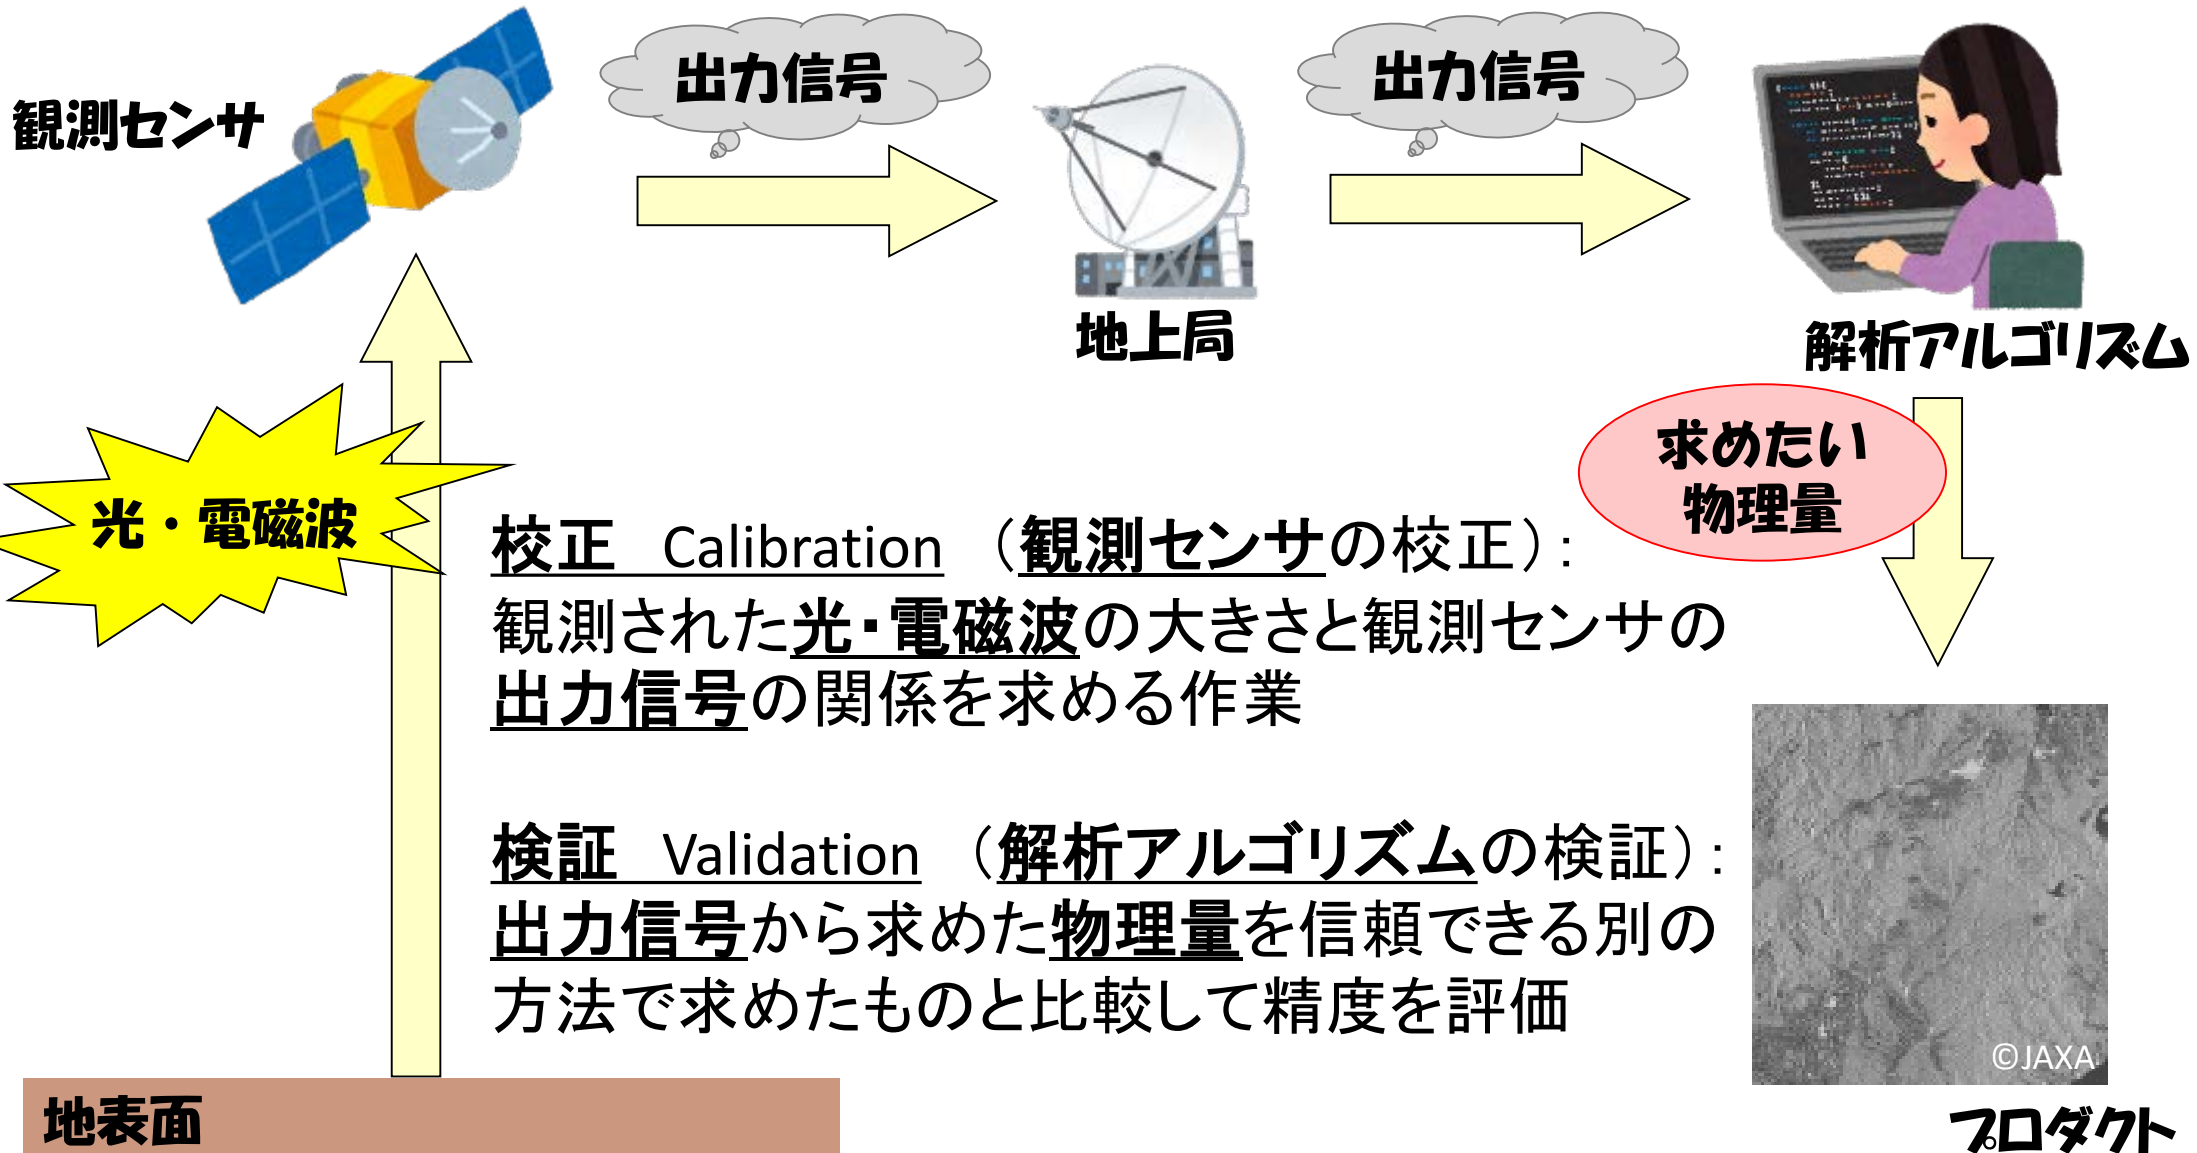 観測センサ
出力信号
出力信号
地上局
解析アルゴリズム
光・電磁波
求めたい
物理量
校正　Calibration　（観測センサの校正）：
観測された光・電磁波の大きさと観測センサの
出力信号の関係を求める作業
検証　Validation　（解析アルゴリズムの検証）：
出力信号から求めた物理量を信頼できる別の
方法で求めたものと比較して精度を評価
©JAXA
地表面
プロダクト